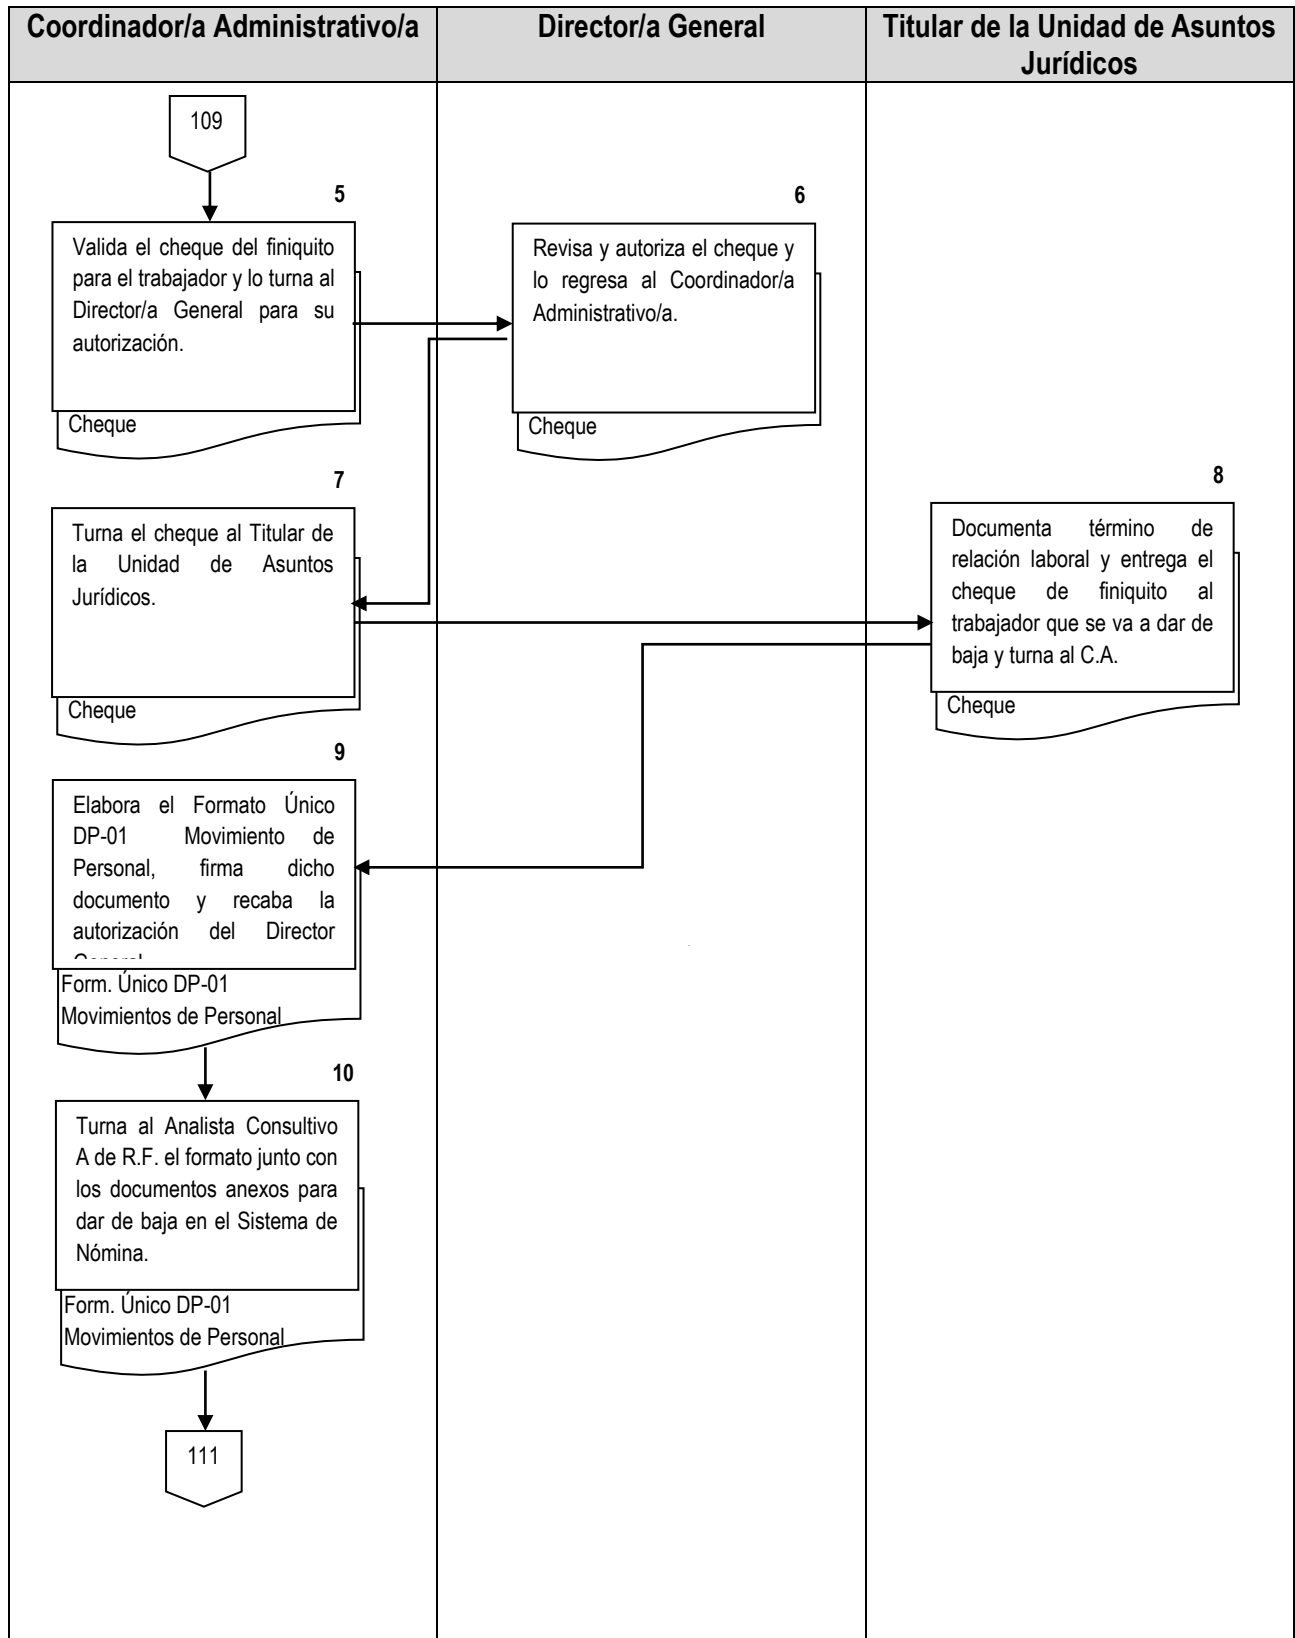 Coordinador/a Administrativo/a
Director/a General
Titular de la Unidad de Asuntos
Jurídicos
109
5
Valida el cheque del finiquito
para el trabajador y lo turna al
Director/a General para su
autorización.
Cheque
6
Revisa y autoriza el cheque y
lo regresa al Coordinador/a
Administrativo/a.
Cheque
7
Turna el cheque al Titular de
la Unidad de Asuntos
Jurídicos.
Cheque
8
Documenta término de
relación laboral y entrega el
cheque de finiquito al
trabajador que se va a dar de
baja y turna al C.A.
Cheque
9
Elabora el Formato Único
DP-01 Movimiento de
Personal, firma dicho
documento y recaba la
autorización del Director
Form. Único DP-01
Movimientos de Personal
10
Turna al Analista Consultivo
A de R.F. el formato junto con
los documentos anexos para
dar de baja en el Sistema de
Nómina.
Form. Único DP-01
Movimientos de Personal
111